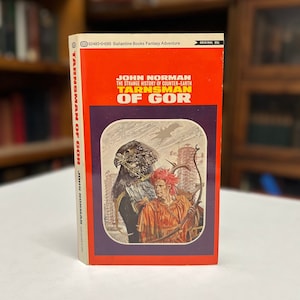 Ballantine Books Fantasy Adventure
JOHN NORMAN
THE STRANGE HISTORY OF COUNTER-EARTH
TARNSMAN
OF GOR
TARNSMAN OF GOR
JOHN NORMAN